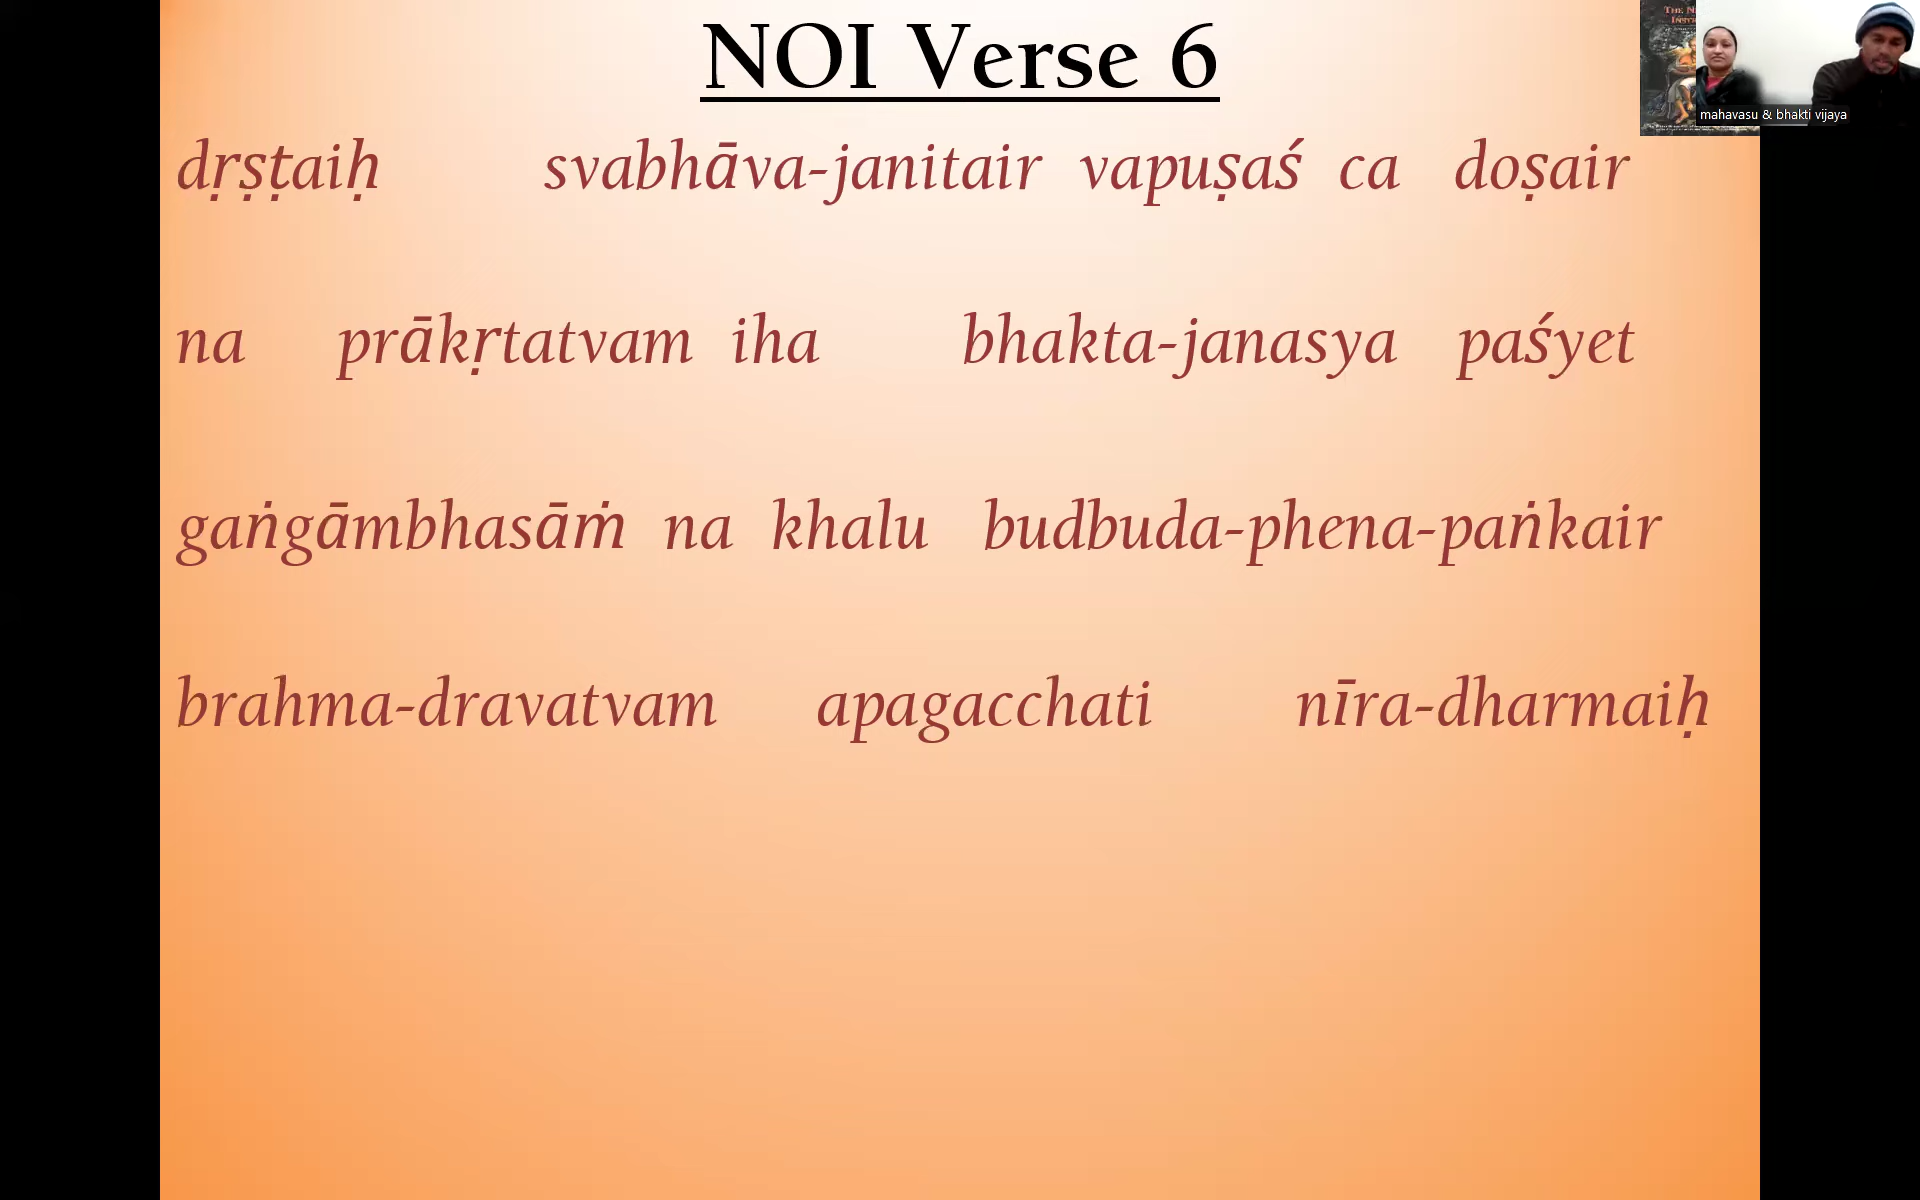 NOI Verse 6
dṛṣṭaiḥ svabhāva-janitair vapuṣaś ca doṣair
na prākṛtatvam iha bhakta-janasya paśyet
gaṅgāmbhasāṁ na khalu budbuda-phena-paṅkair
brahma-dravatvam apagacchati nīra-dharmaiḥ
mahavasu & bhakti vijaya